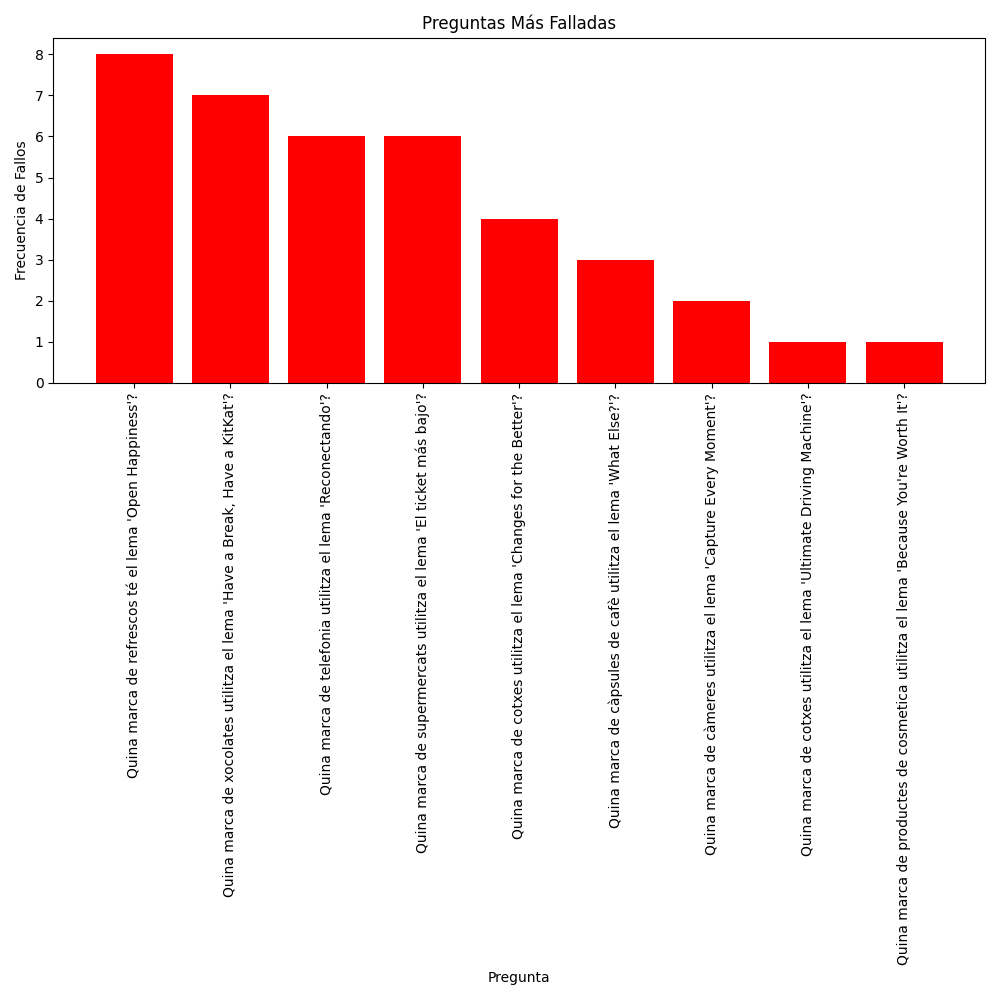 Preguntas Más Falladas
Frecuencia de Fallos
8
7
6
5
4
3
2
1
0
Quina marca de refrescos té el lema 'Open Happiness'?
Quina marca de xocolates utilitza el lema 'Have a Break, Have a KitKat'?
Quina marca de telefonia utilitza el lema 'Reconectando'?
Quina marca de supermercats utilitza el lema 'El ticket más bajo'?
Quina marca de cotxes utilitza el lema 'Changes for the Better'?
Quina marca de càpsules de cafè utilitza el lema 'What Else?'?
Quina marca de càmeres utilitza el lema 'Capture Every Moment'?
Quina marca de cotxes utilitza el lema 'Ultimate Driving Machine'?
Quina marca de productes de cosmetica utilitza el lema 'Because You're Worth It'?
Pregunta